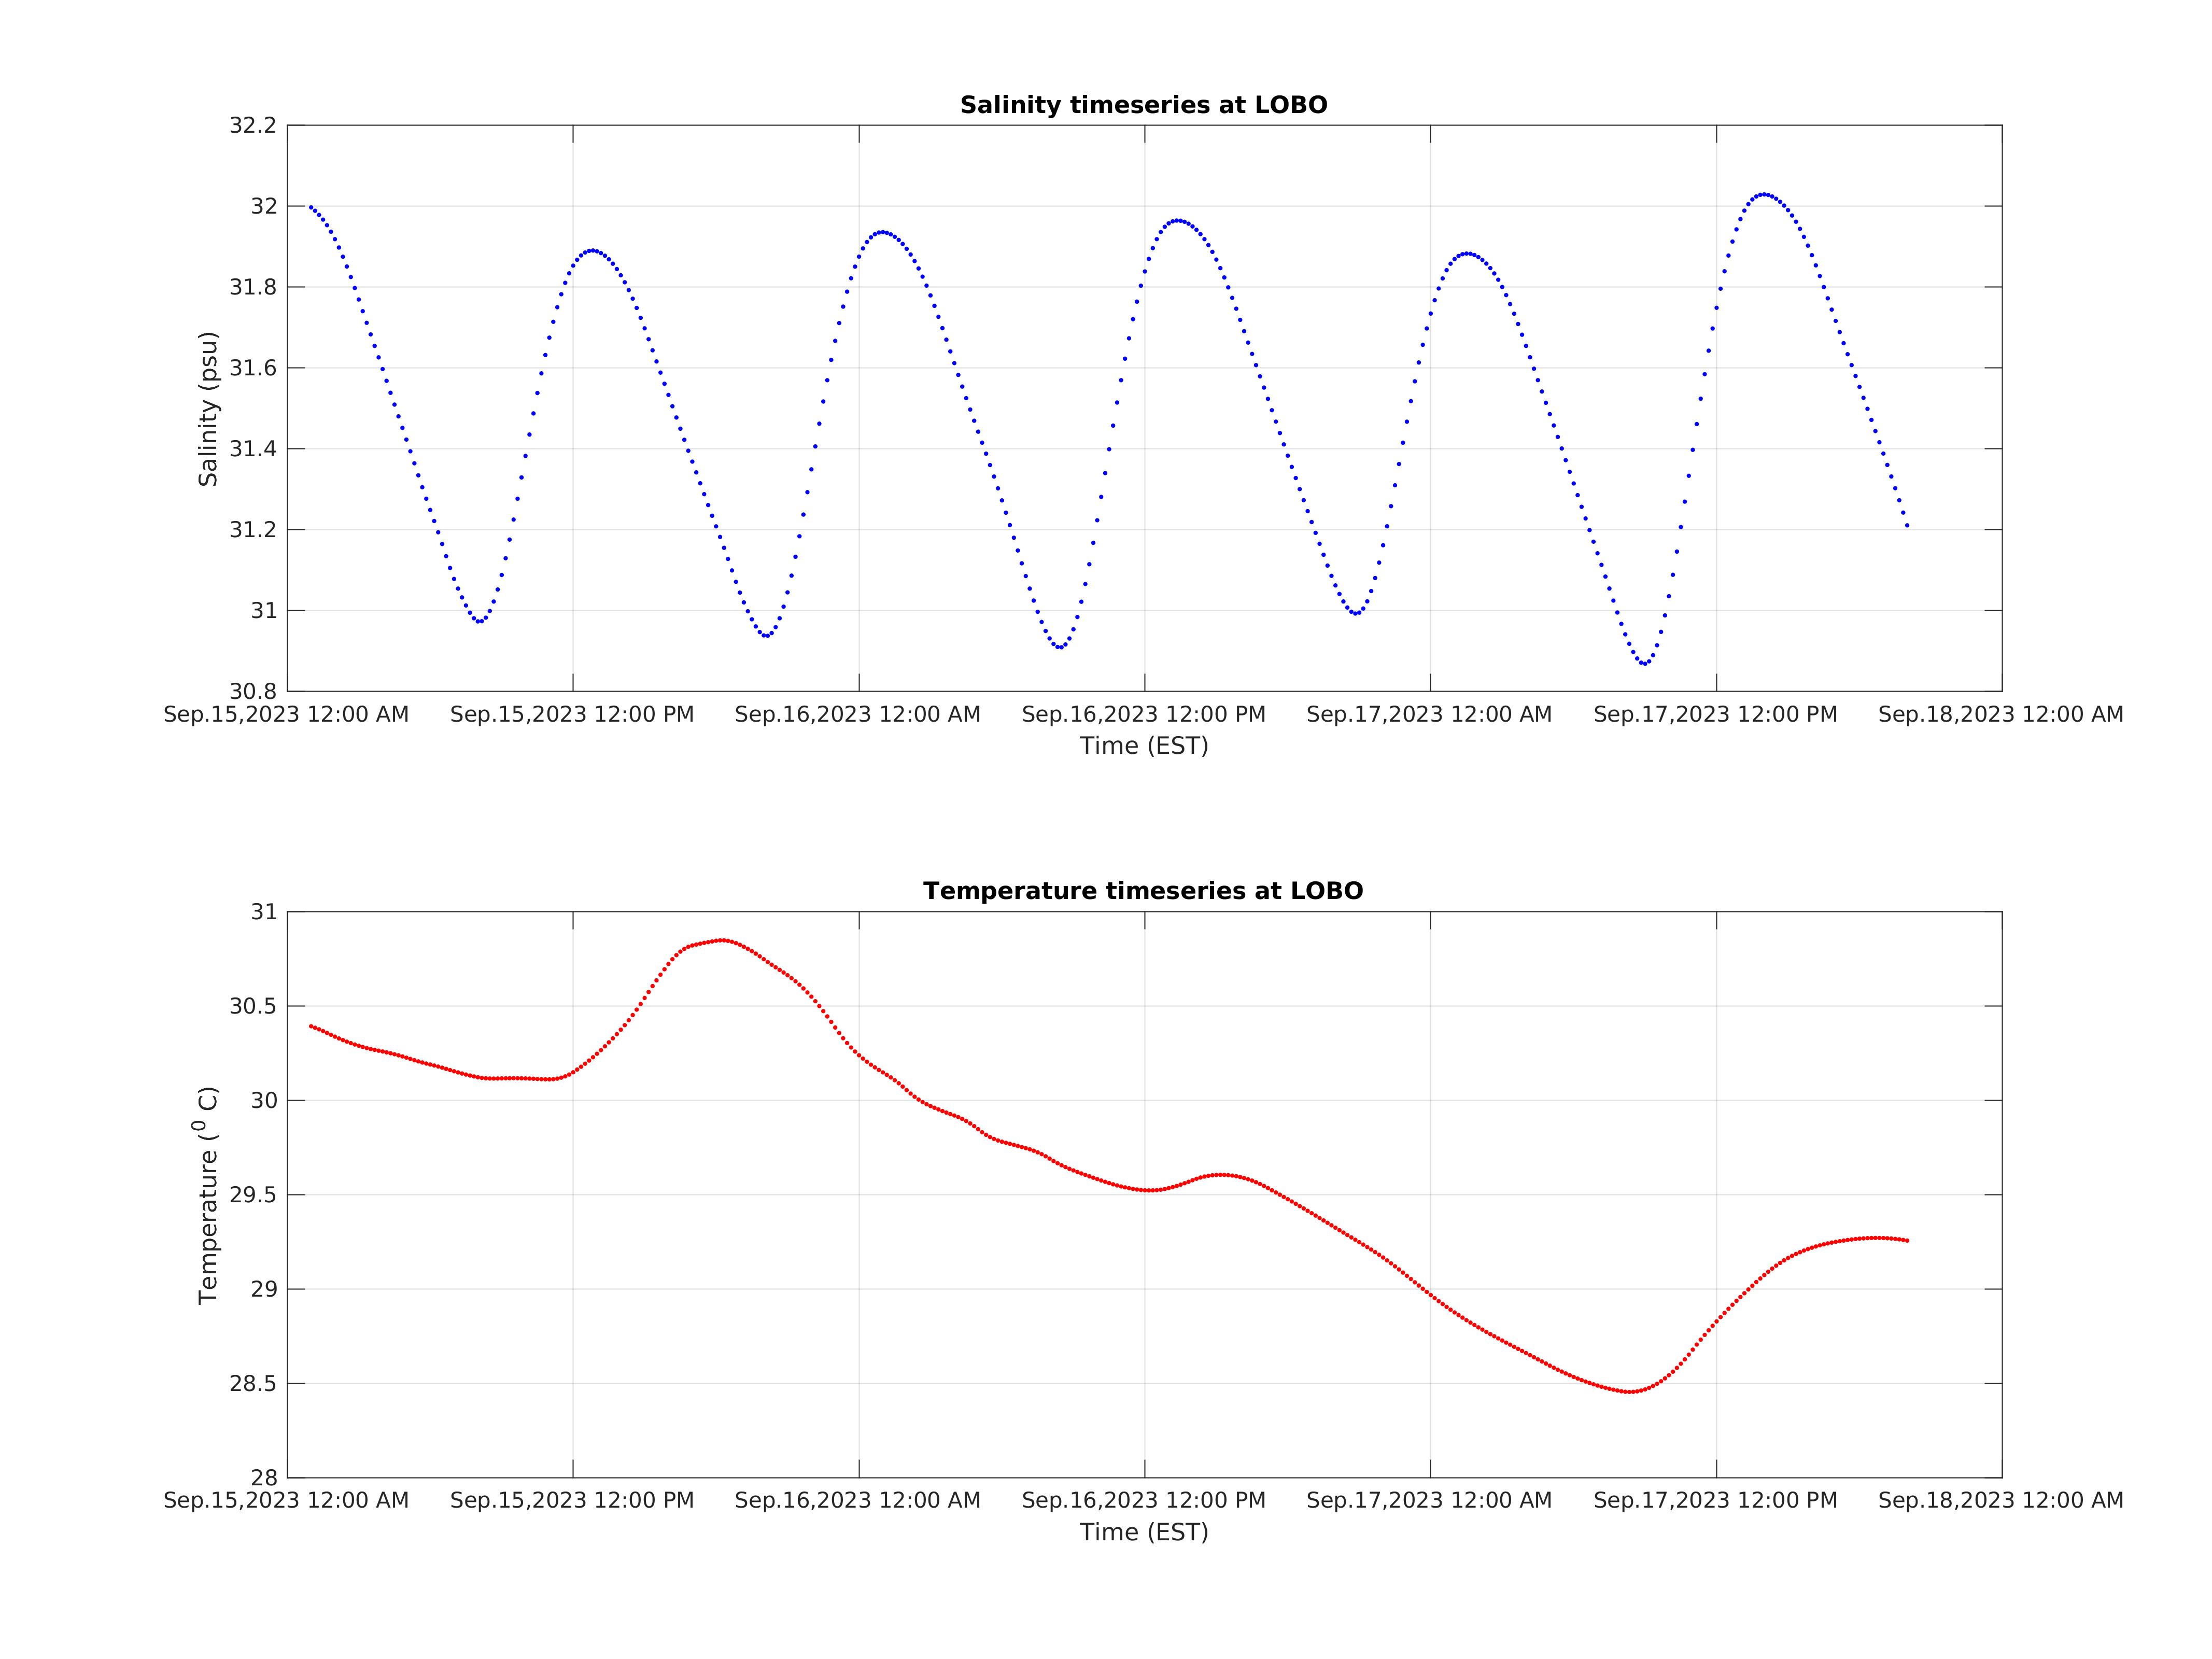 Salinity timeseries at LOBO
32.2
32
31.8
31.6
31.4
31.2
31
30.8
Salinity (psu)
Sep.15,2023 12:00 AM Sep.15,2023 12:00 PM Sep.16,2023 12:00 AM Sep.16,2023 12:00 PM Sep.17,2023 12:00 AM Sep.17,2023 12:00 PM Sep.18,2023 12:00 AM
Time (EST)
Temperature timeseries at LOBO
31
30.5
30
29.5
29
28.5
28
Temperature (⁰ C)
Sep.15,2023 12:00 AM Sep.15,2023 12:00 PM Sep.16,2023 12:00 AM Sep.16,2023 12:00 PM Sep.17,2023 12:00 AM Sep.17,2023 12:00 PM Sep.18,2023 12:00 AM
Time (EST)